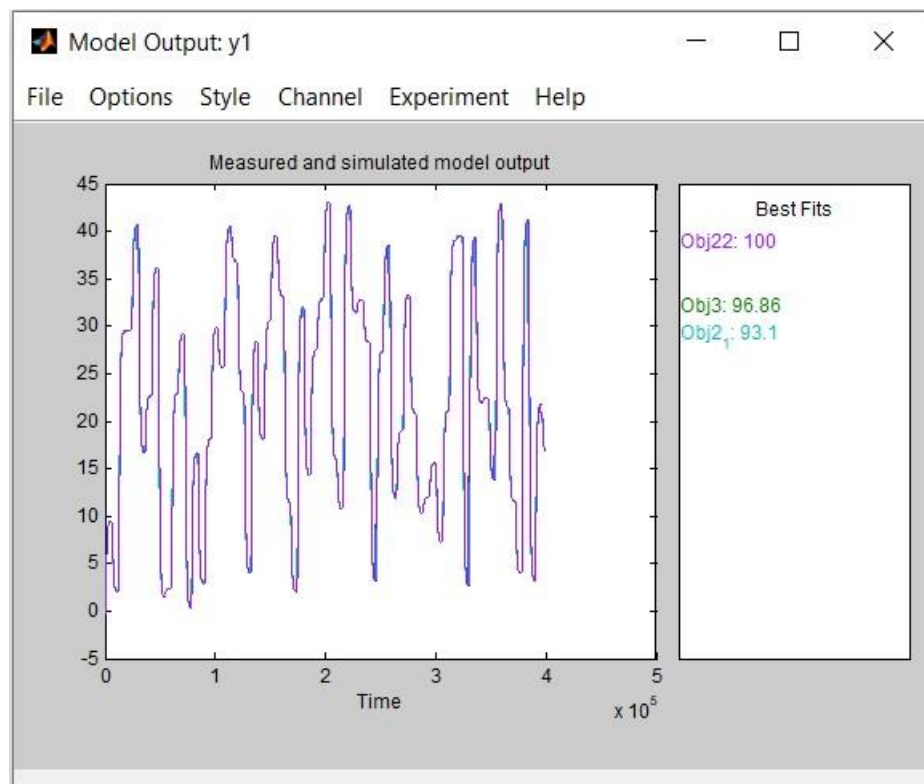 Model Output: y1
File Options Style Channel Experiment Help
Measured and simulated model output
45
40
35
30
25
20
15
10
5
0
-5
0 1 2 3 4 5
Time
x 10^5
Best Fits
Obj22: 100
Obj3: 96.86
Obj2_1: 93.1